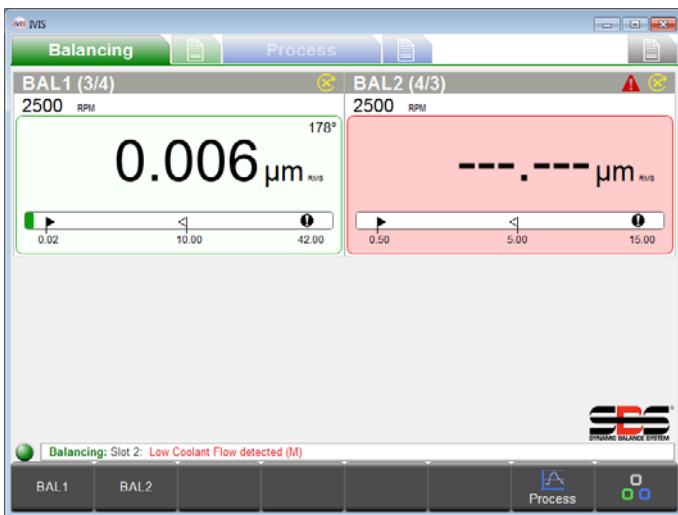 IVIS
Balancing
Process
BAL1 (3/4)
BAL2 (4/3)
2500 RPM
2500 RPM
178°
0.006 µm RMS
---.--- µm RMS
0.02 10.00 42.00
0.50 5.00 15.00
SBS
DYNAMIC BALANCE SYSTEM
Balancing: Slot 2: Low Coolant Flow detected (M)
BAL1
BAL2
Process